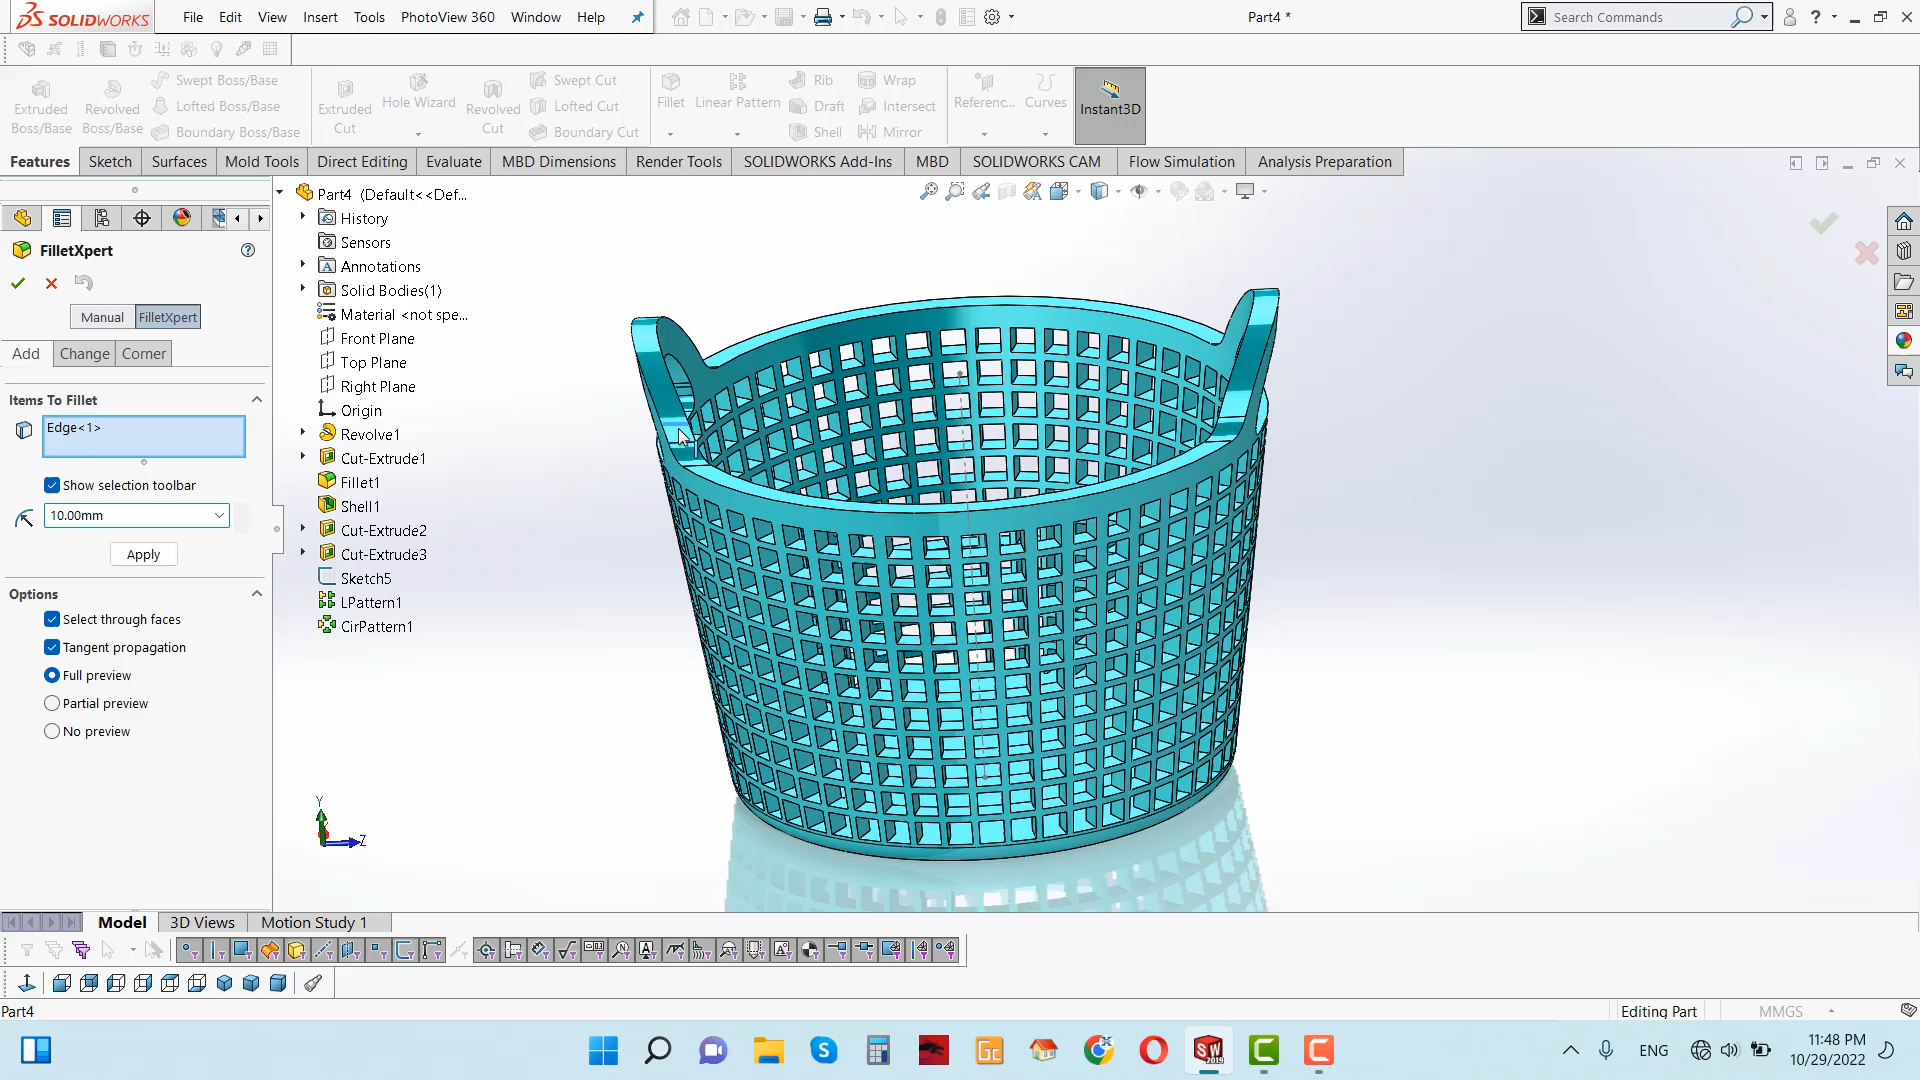 SOLIDWORKS File Edit View Insert Tools PhotoView 360 Window Help Part4 * Search Commands
Extruded Boss/Base
Revolved Boss/Base
Swept Boss/Base
Lofted Boss/Base
Boundary Boss/Base
Extruded Cut
Hole Wizard
Revolved Cut
Swept Cut
Lofted Cut
Boundary Cut
Fillet
Linear Pattern
Rib
Draft
Shell
Wrap
Intersect
Mirror
Referenc...
Curves
Instant3D
Features Sketch Surfaces Mold Tools Direct Editing Evaluate MBD Dimensions Render Tools SOLIDWORKS Add-Ins MBD SOLIDWORKS CAM Flow Simulation Analysis Preparation
FilletXpert
Manual FilletXpert
Add Change Corner
Items To Fillet
Edge<1>
Show selection toolbar
10.00mm
Apply
Options
Select through faces
Tangent propagation
Full preview
Partial preview
No preview
Part4 (Default<<Def...
History
Sensors
Annotations
Solid Bodies(1)
Material <not spe...
Front Plane
Top Plane
Right Plane
Origin
Revolve1
Cut-Extrude1
Fillet1
Shell1
Cut-Extrude2
Cut-Extrude3
Sketch5
LPattern1
CirPattern1
Y
Z
Model 3D Views Motion Study 1
Part4 Editing Part MMGS
ENG
11:48 PM
10/29/2022